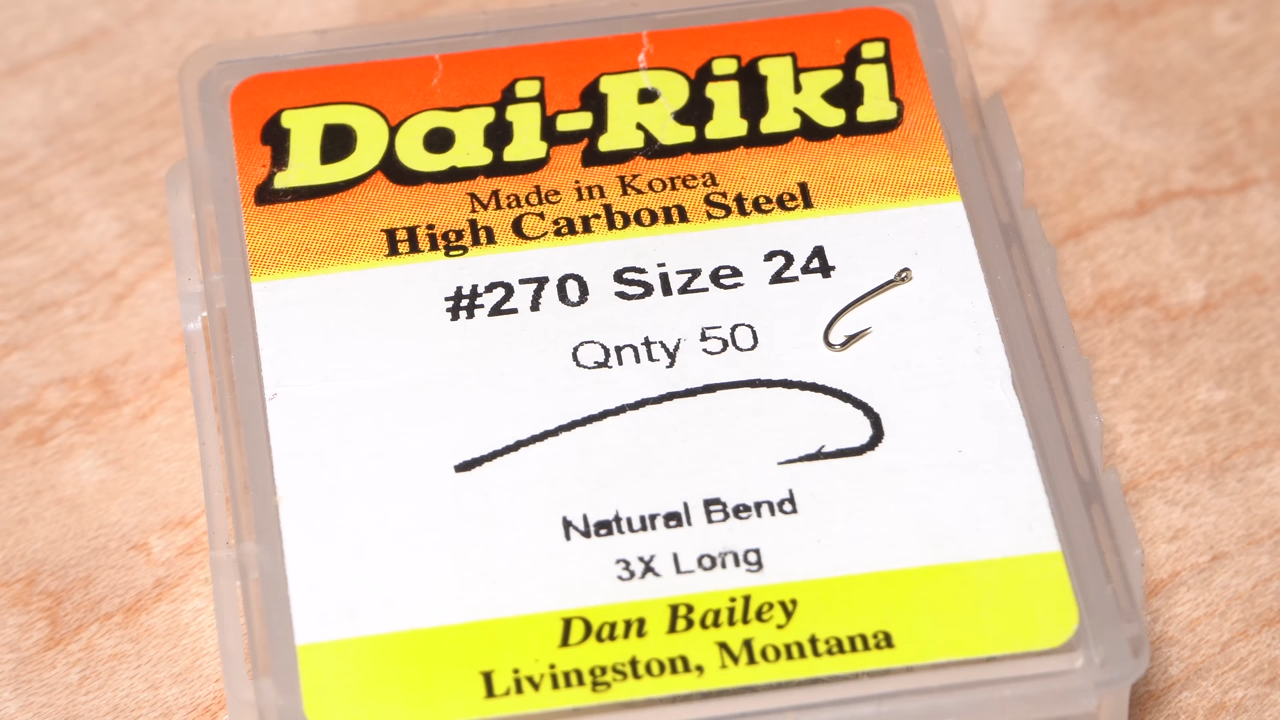 Dai-Riki
Made in Korea
High Carbon Steel
#270 Size 24
Qnty 50
Natural Bend
3X Long
Dan Bailey
Livingston, Montana